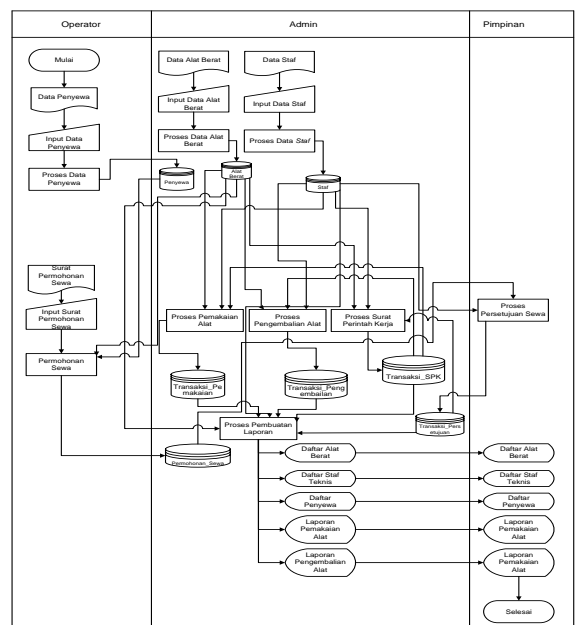 Operator
Admin
Pimpinan
Mulai
Data Penyewa
Input Data
Penyewa
Proses Data
Penyewa
Data Alat Berat
Input Data Alat
Berat
Proses Data Alat
Berat
Data Staf
Input Data Staf
Proses Data Staf
Penyewa
Alat
Berat
Staf
Surat
Permohonan
Sewa
Input Surat
Permohonan
Sewa
Permohonan
Sewa
Proses Pemakaian
Alat
Proses
Pengembalian Alat
Proses Surat
Perintah Kerja
Proses
Persetujuan Sewa
Transaksi_Pe
makaian
Transaksi_Peng
embailan
Transaksi_SPK
Transaksi_Pers
etujuan
Proses Pembuatan
Laporan
Permohonan_Sewa
Daftar Alat
Berat
Daftar Alat
Berat
Daftar Staf
Teknis
Daftar Staf
Teknis
Daftar
Penyewa
Daftar
Penyewa
Laporan
Pemakaian
Alat
Laporan
Pemakaian
Alat
Laporan
Pengembalian
Alat
Laporan
Pemakaian
Alat
Selesai